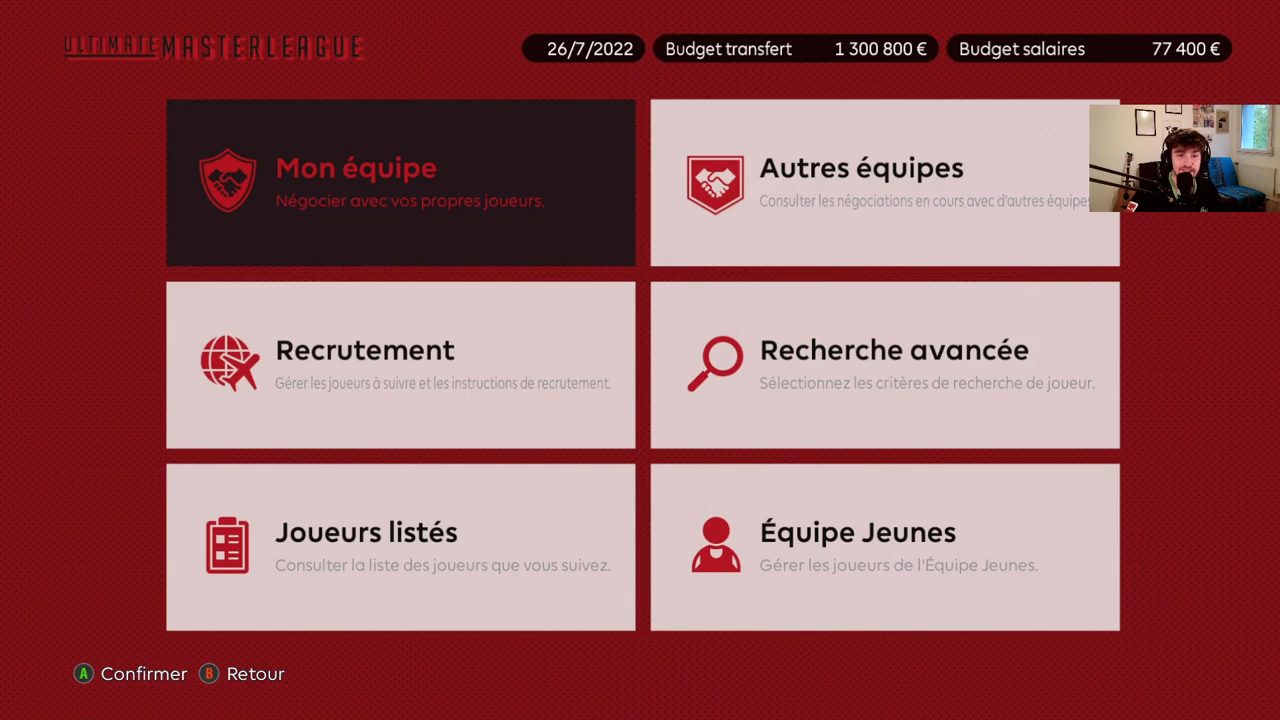 ULTIMATE MASTERLEAGUE
26/7/2022
Budget transfert 1 300 800 €
Budget salaires 77 400 €
Mon équipe
Négocier avec vos propres joueurs.
Autres équipes
Consulter les négociations en cours avec d'autres équipes
Recrutement
Gérer les joueurs à suivre et les instructions de recrutement.
Recherche avancée
Sélectionnez les critères de recherche de joueur.
Joueurs listés
Consulter la liste des joueurs que vous suivez.
Équipe Jeunes
Gérer les joueurs de l'Équipe Jeunes.
A Confirmer B Retour